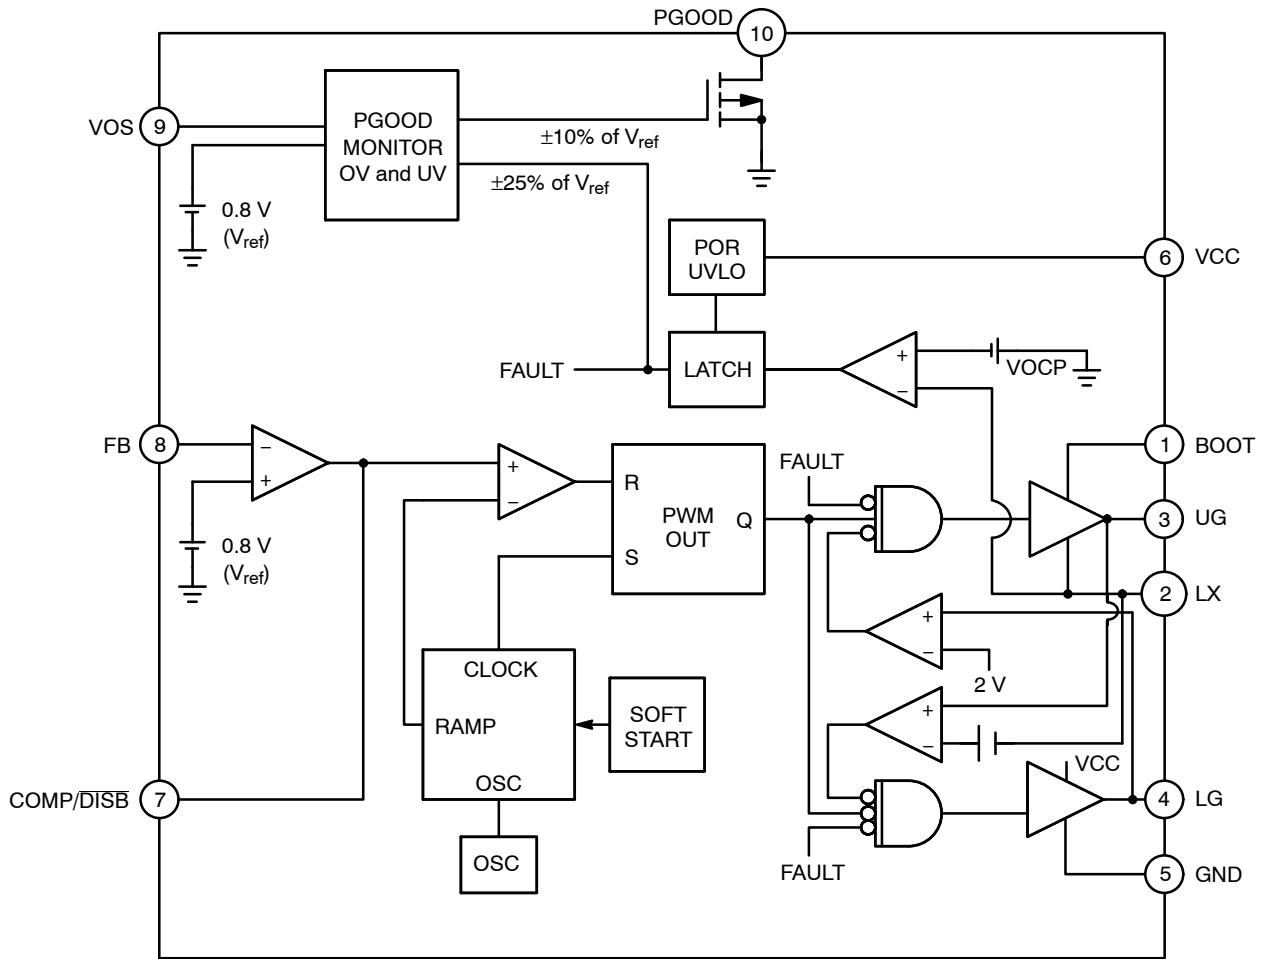 PGOOD
10
VOS
9
PGOOD
MONITOR
OV and UV
±10% of Vref
±25% of Vref
0.8 V
(Vref)
POR
UVLO
6
VCC
FAULT
LATCH
+
−
VOCP
FB
8
−
+
0.8 V
(Vref)
+
−
R
S
PWM
OUT
Q
FAULT
1
BOOT
3
UG
2
LX
+
−
2 V
CLOCK
RAMP
OSC
SOFT
START
+
−
VCC
COMP/DISB
7
4
LG
OSC
FAULT
5
GND